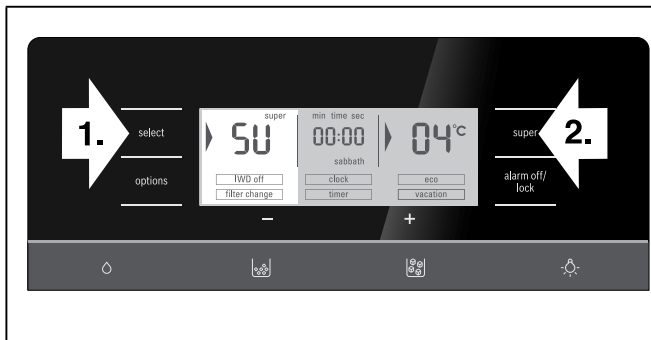 super
min time sec
1.
select
SU
00:00
04°C
super
2.
sabbath
options
IWD off
clock
eco
alarm off/
lock
filter change
timer
vacation
−
+